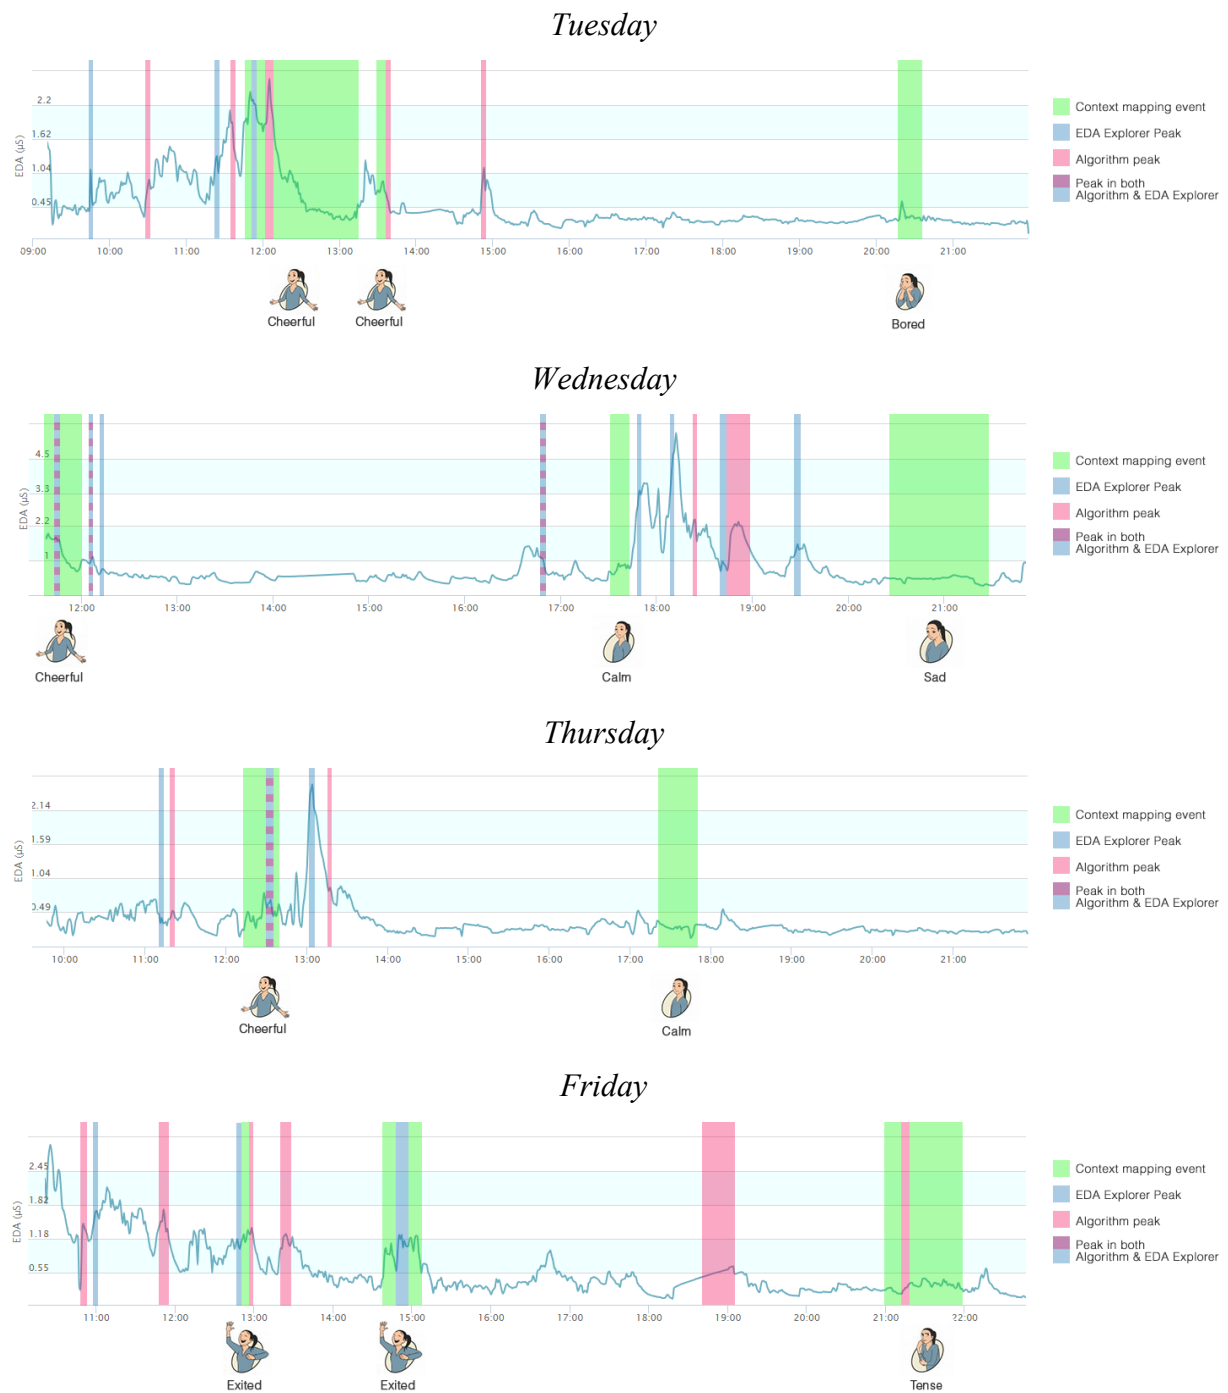 Tuesday
EDA (µS)
2.2
1.62
1.04
0.45
09:00 10:00 11:00 12:00 13:00 14:00 15:00 16:00 17:00 18:00 19:00 20:00 21:00
Context mapping event
EDA Explorer Peak
Algorithm peak
Peak in both
Algorithm & EDA Explorer
Cheerful Cheerful Bored
Wednesday
EDA (µS)
4.5
3.3
2.2
1
12:00 13:00 14:00 15:00 16:00 17:00 18:00 19:00 20:00 21:00
Context mapping event
EDA Explorer Peak
Algorithm peak
Peak in both
Algorithm & EDA Explorer
Cheerful Calm Sad
Thursday
EDA (µS)
2.14
1.59
1.04
0.49
10:00 11:00 12:00 13:00 14:00 15:00 16:00 17:00 18:00 19:00 20:00 21:00
Context mapping event
EDA Explorer Peak
Algorithm peak
Peak in both
Algorithm & EDA Explorer
Cheerful Calm
Friday
EDA (µS)
2.45
1.82
1.18
0.55
11:00 12:00 13:00 14:00 15:00 16:00 17:00 18:00 19:00 20:00 21:00 22:00
Context mapping event
EDA Explorer Peak
Algorithm peak
Peak in both
Algorithm & EDA Explorer
Exited Exited Tense